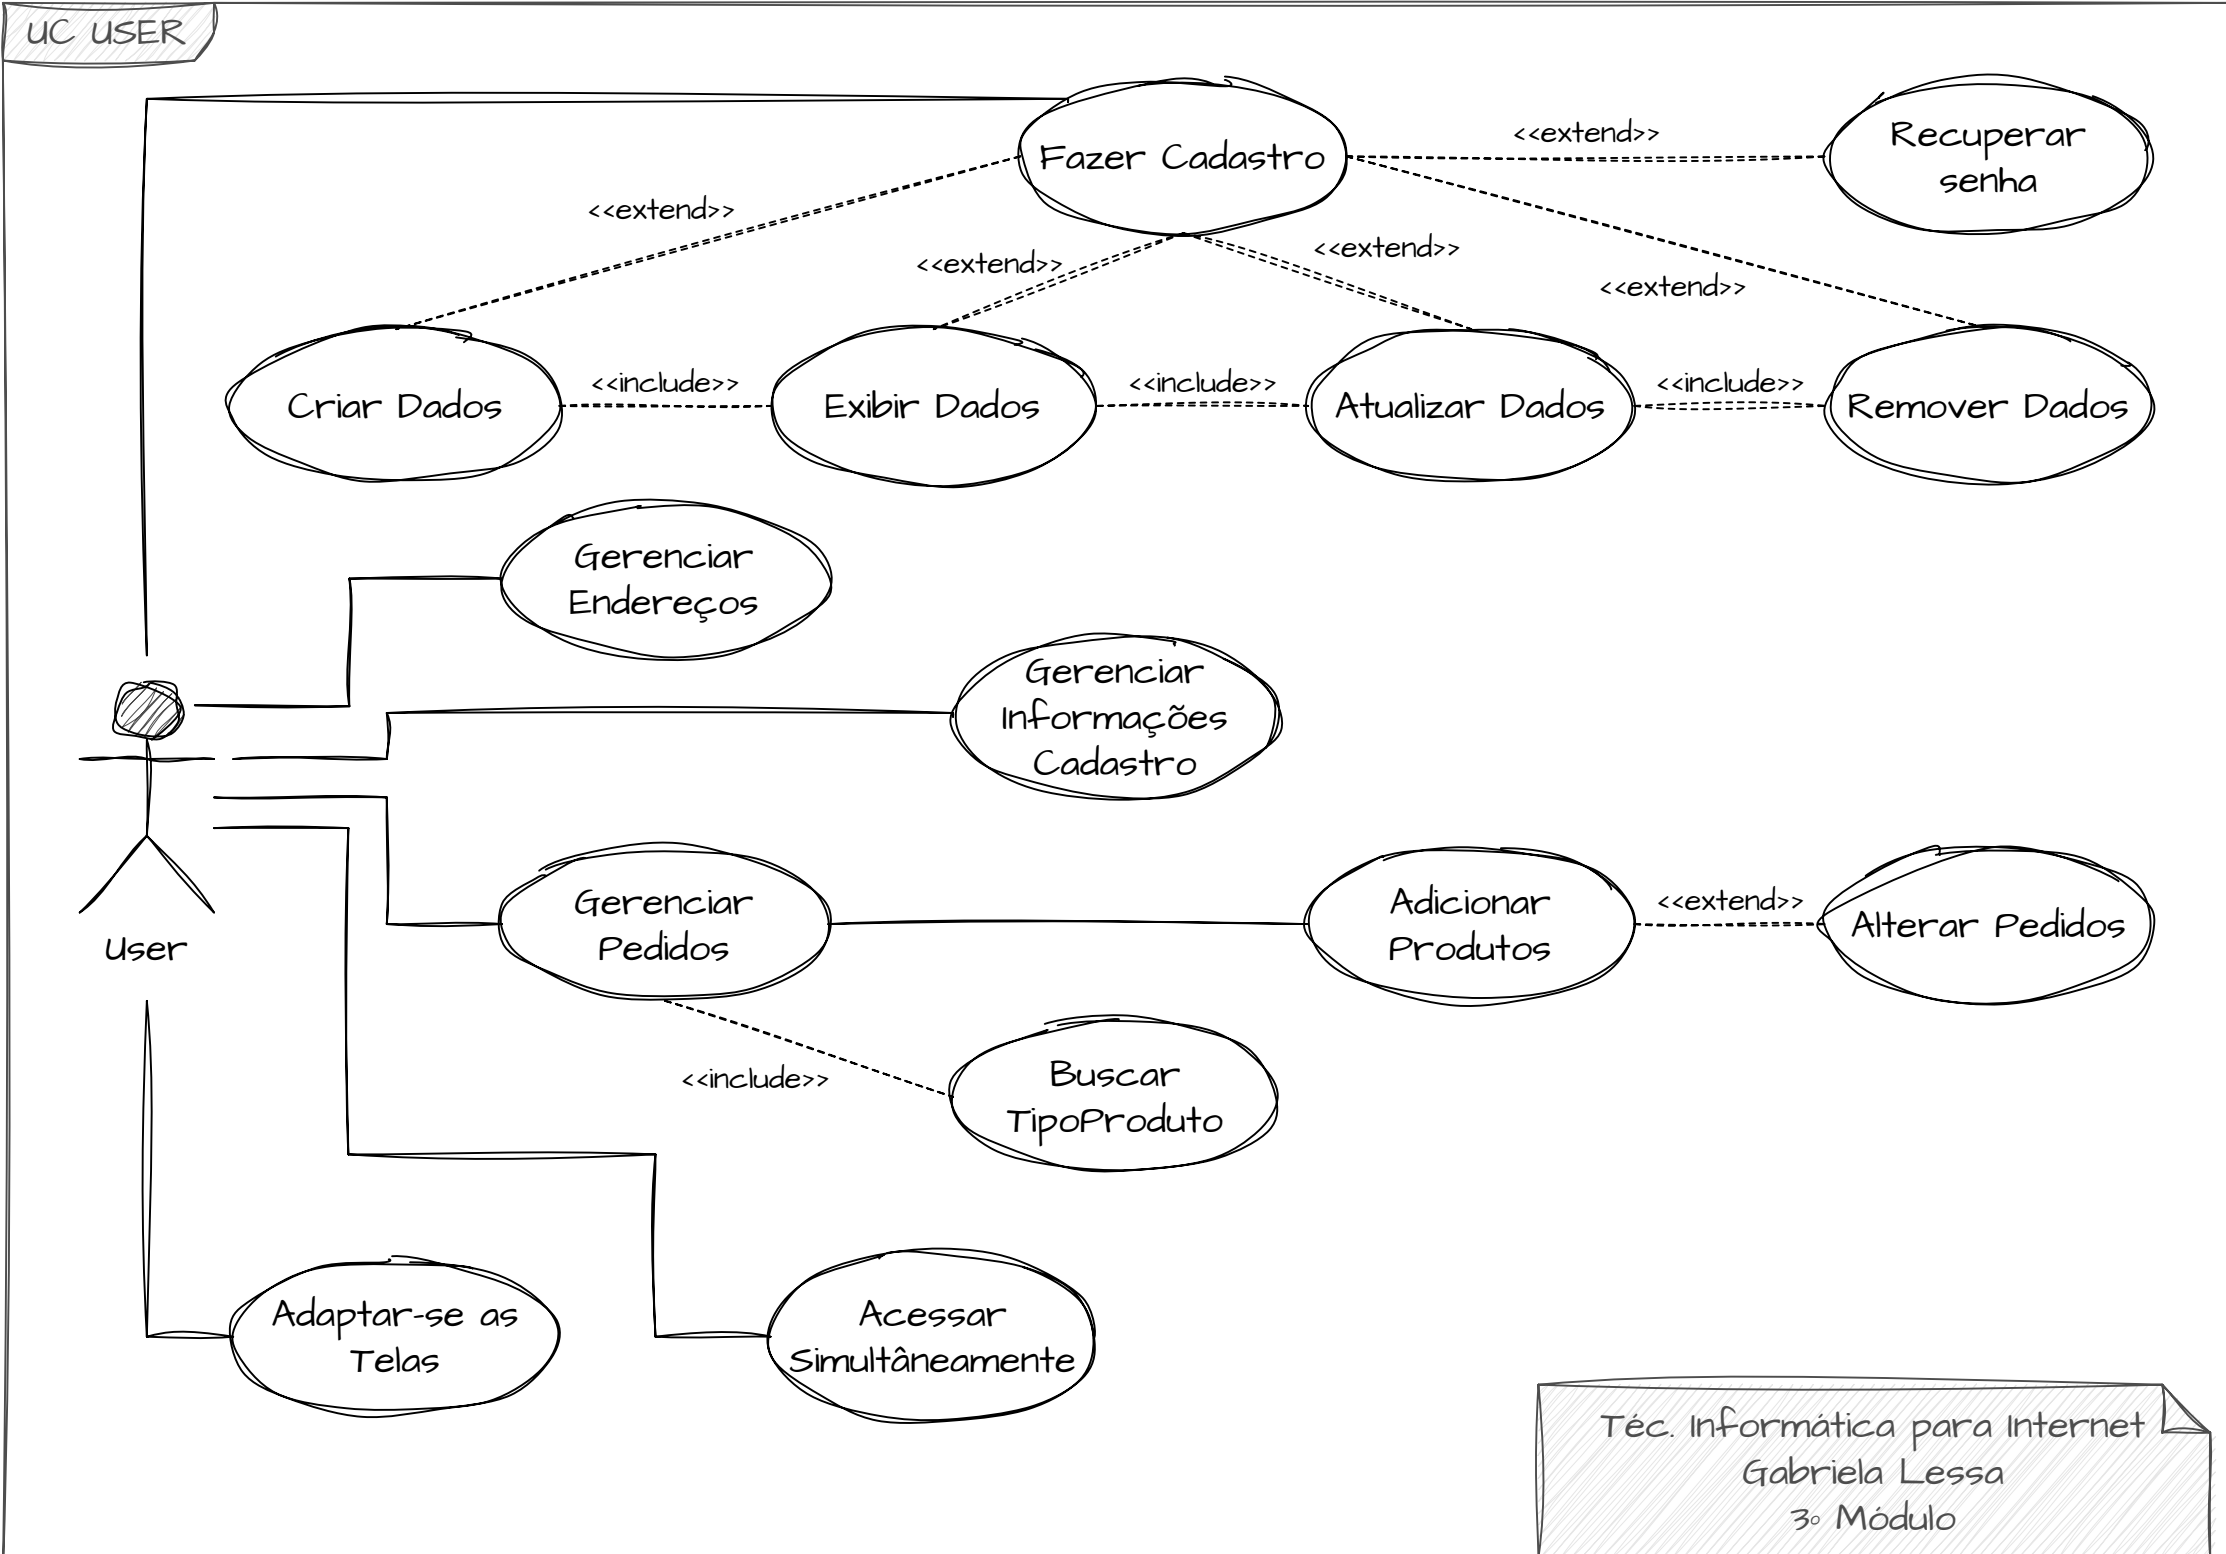 UC USER
Fazer Cadastro
<<extend>>
Recuperar
senha
<<extend>>
<<extend>>
<<extend>>
<<extend>>
Criar Dados
<<include>>
Exibir Dados
<<include>>
Atualizar Dados
<<include>>
Remover Dados
Gerenciar
Endereços
Gerenciar
Informações
Cadastro
User
Gerenciar
Pedidos
Adicionar
Produtos
<<extend>>
Alterar Pedidos
<<include>>
Buscar
TipoProduto
Adaptar-se as
Telas
Acessar
Simultâneamente
Téc. Informática para Internet
Gabriela Lessa
3º Módulo